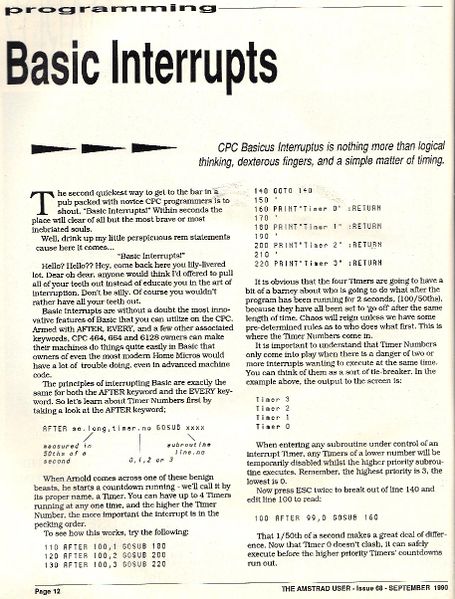 programming
Basic Interrupts
CPC Basicus Interruptus is nothing more than logical
thinking, dexterous fingers, and a simple matter of timing.
The second quickest way to get to the bar in a
pub packed with novice CPC programmers is to
shout, "Basic Interrupts!" Within seconds the
place will clear of all but the most brave or most
inebriated souls.
Well, drink up my little perspicuous rem statements
cause here it comes...
"Basic Interrupts!"
Hello? Hello?? Hey, come back here you lily-livered
lot. Dear oh dear, anyone would think I'd offered to pull
all of your teeth out instead of educate you in the art of
interruption. Don't be silly. Of course you wouldn't
rather have all your teeth out.
Basic Interrupts are without a doubt the most inno-
vative features of Basic that you can utilize on the CPC.
Armed with AFTER, EVERY, and a few other associated
keywords, CPC 464, 664 and 6128 owners can make
their machines do things quite easily in Basic that
owners of even the most modern Home Micros would
have a lot of trouble doing, even in advanced machine
code.
The principles of interrupting Basic are exactly the
same for both the AFTER keyword and the EVERY key-
word. So let's learn about Timer Numbers first by
taking a look at the AFTER keyword;
AFTER se.long,timer.no GOSUB xxxx
measured in
50ths of a
second
0,1,2 or 3
subroutine
line.no
When Arnold comes across one of these benign
beasts, he starts a countdown running - we'll call it by
its proper name, a Timer. You can have up to 4 Timers
running at any one time, and the higher the Timer
Number, the more important the interrupt is in the
pecking order.
To see how this works, try the following:
110 AFTER 100,1 GOSUB 180
120 AFTER 100,2 GOSUB 200
130 AFTER 100,3 GOSUB 220
140 GOTO 140
150 '
160 PRINT"Timer 0" :RETURN
170 '
180 PRINT"Timer 1" :RETURN
190 '
200 PRINT"Timer 2" :RETURN
210 '
220 PRINT"Timer 3" :RETURN
It is obvious that the four Timers are going to have a
bit of a barney about who is going to do what after the
program has been running for 2 seconds, (100/50ths),
because they have all been set to 'go off' after the same
length of time. Chaos will reign unless we have some
pre-determined rules as to who does what first. This is
where the Timer Numbers come in.
It is important to understand that Timer Numbers
only come into play when there is a danger of two or
more interrupts wanting to execute at the same time.
You can think of them as a sort of tie-breaker. In the
example above, the output to the screen is:
Timer 3
Timer 2
Timer 1
Timer 0
When entering any subroutine under control of an
interrupt Timer, any Timers of a lower number will be
temporarily disabled whilst the higher priority subrou-
tine executes. Remember, the highest priority is 3, the
lowest is 0.
Now press ESC twice to break out of line 140 and
edit line 100 to read:
100 AFTER 99,0 GOSUB 160
That 1/50th of a second makes a great deal of differ-
ence. Now that Timer 0 doesn't clash, it can safely
execute before the higher priority Timers' countdowns
run out.
Page 12
THE AMSTRAD USER - Issue 68 - SEPTEMBER 1990